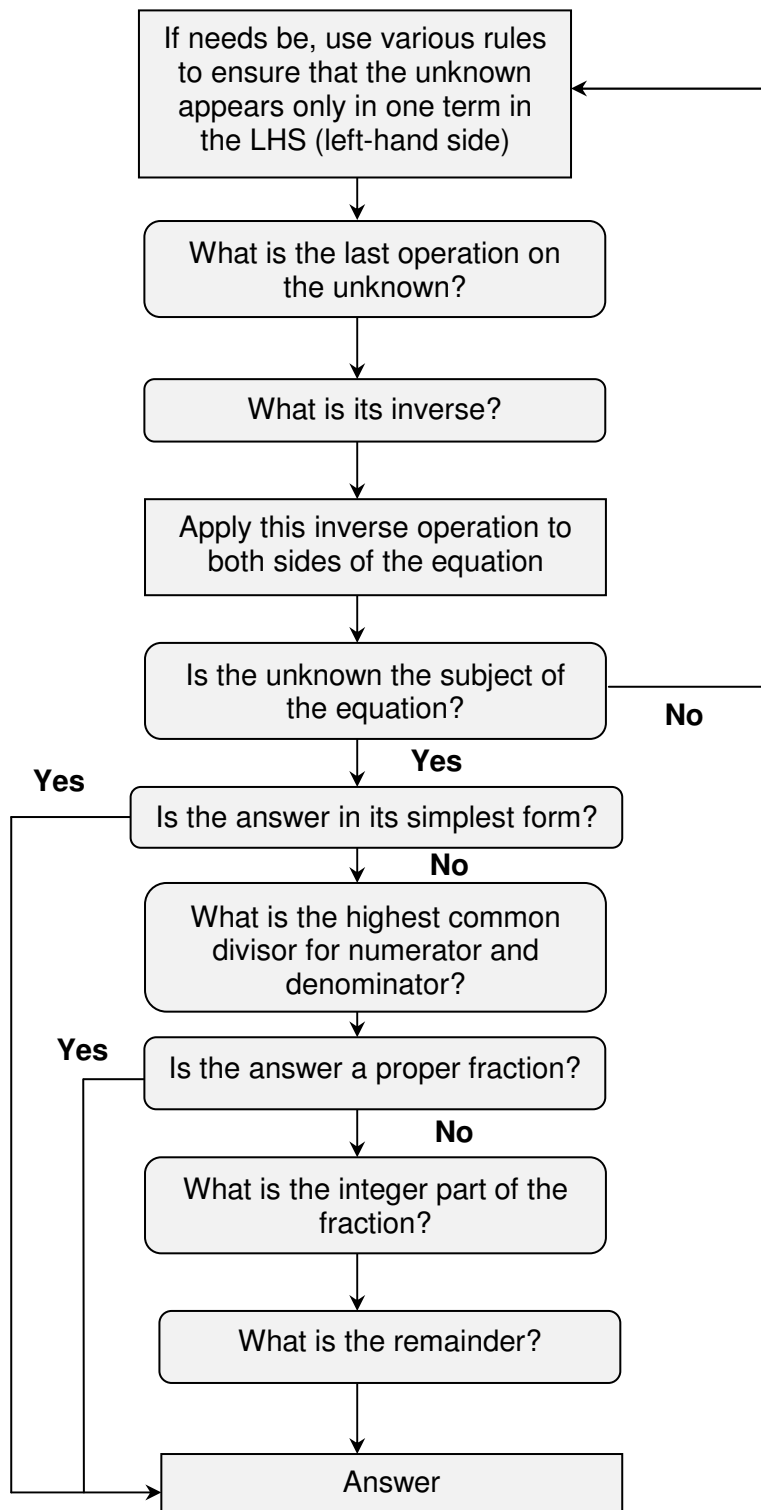 If needs be, use various rules
to ensure that the unknown
appears only in one term in
the LHS (left-hand side)
What is the last operation on
the unknown?
What is its inverse?
Apply this inverse operation to
both sides of the equation
Is the unknown the subject of
the equation?
No
Yes
Yes
Is the answer in its simplest form?
No
What is the highest common
divisor for numerator and
denominator?
Yes
Is the answer a proper fraction?
No
What is the integer part of the
fraction?
What is the remainder?
Answer